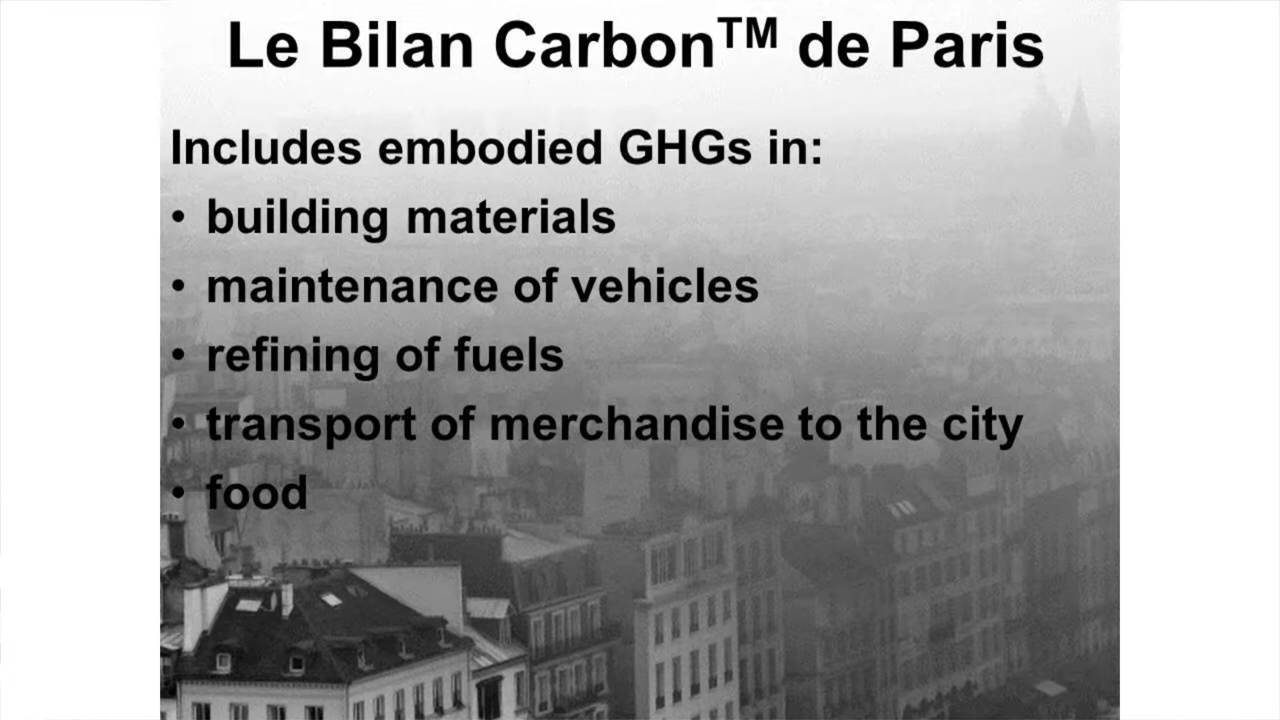 Le Bilan Carbon™ de Paris
Includes embodied GHGs in:
• building materials
• maintenance of vehicles
• refining of fuels
• transport of merchandise to the city
• food